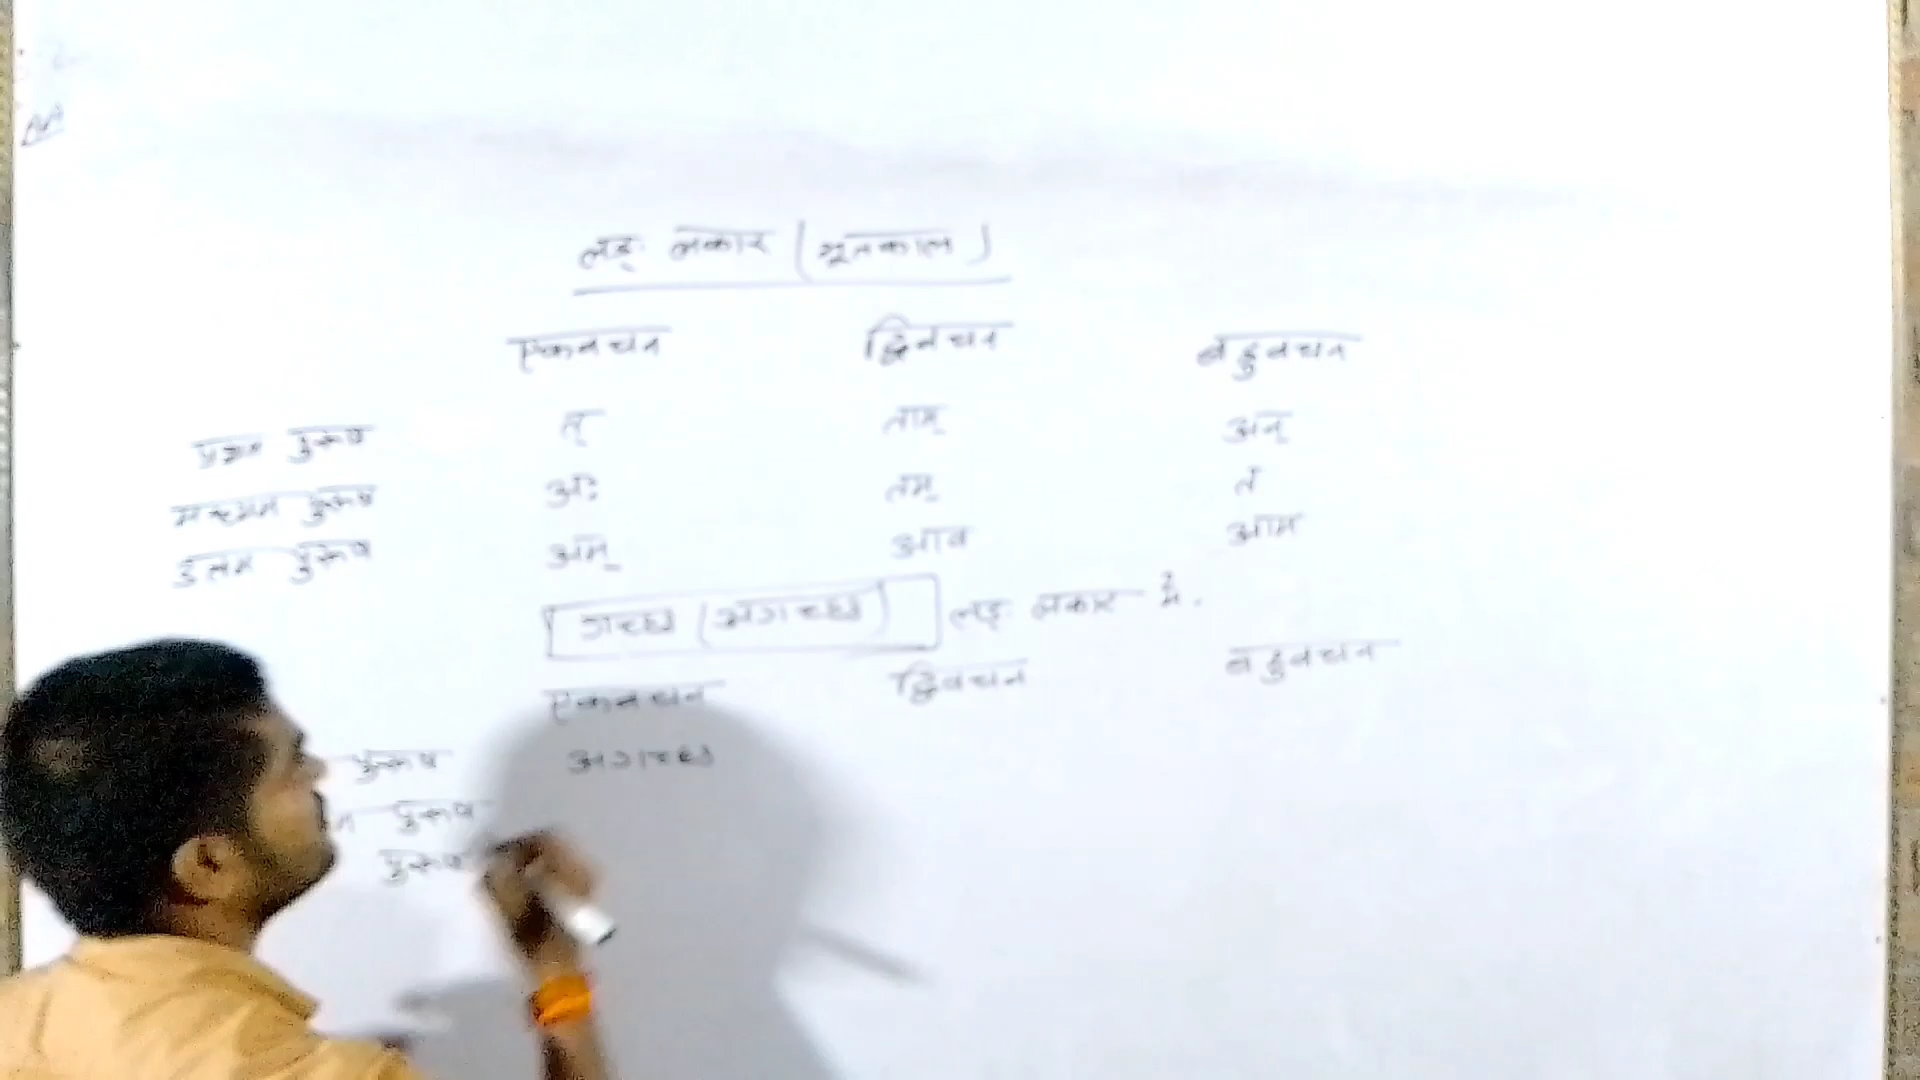 लङ् लकार (भूतकाल)
एकवचन द्विवचन बहुवचन
प्रथम पुरूष त् ताम् अन्
मध्यम पुरूष अः तम् त
उत्तम पुरूष अम् आव आम
गच्छ (अगच्छ) लङ् लकार में.
एकवचन द्विवचन बहुवचन
पुरूष अगच्छ
पुरूष
पुरूष